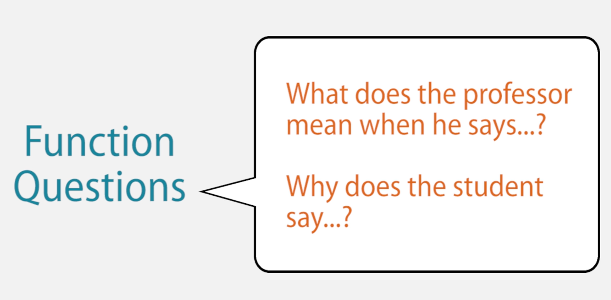 Function
Questions
What does the professor
mean when he says...?
Why does the student
say...?